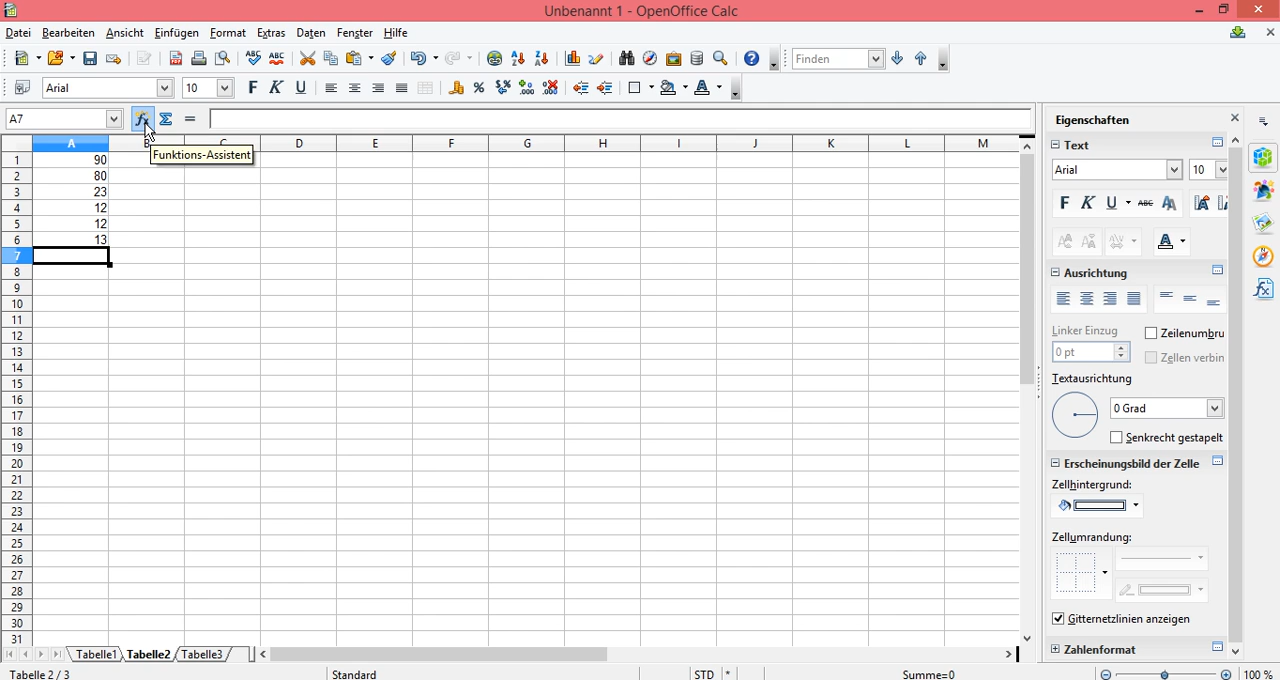 Unbenannt 1 - OpenOffice Calc
Datei Bearbeiten Ansicht Einfügen Format Extras Daten Fenster Hilfe
Finden
Arial 10 F K U
A7
Funktions-Assistent
A B C D E F G H I J K L M
1 90
2 80
3 23
4 12
5 12
6 13
7
8
9
10
11
12
13
14
15
16
17
18
19
20
21
22
23
24
25
26
27
28
29
30
31
Eigenschaften
Text
Arial 10
F K U ABC AA
Ausrichtung
Linker Einzug
Zeilenumbru
0 pt
Zellen verbin
Textausrichtung
0 Grad
Senkrecht gestapelt
Erscheinungsbild der Zelle
Zellhintergrund:
Zellumrandung:
Gitternetzlinien anzeigen
Zahlenformat
Tabelle1 Tabelle2 Tabelle3
Tabelle 2 / 3 Standard STD * Summe=0 100 %